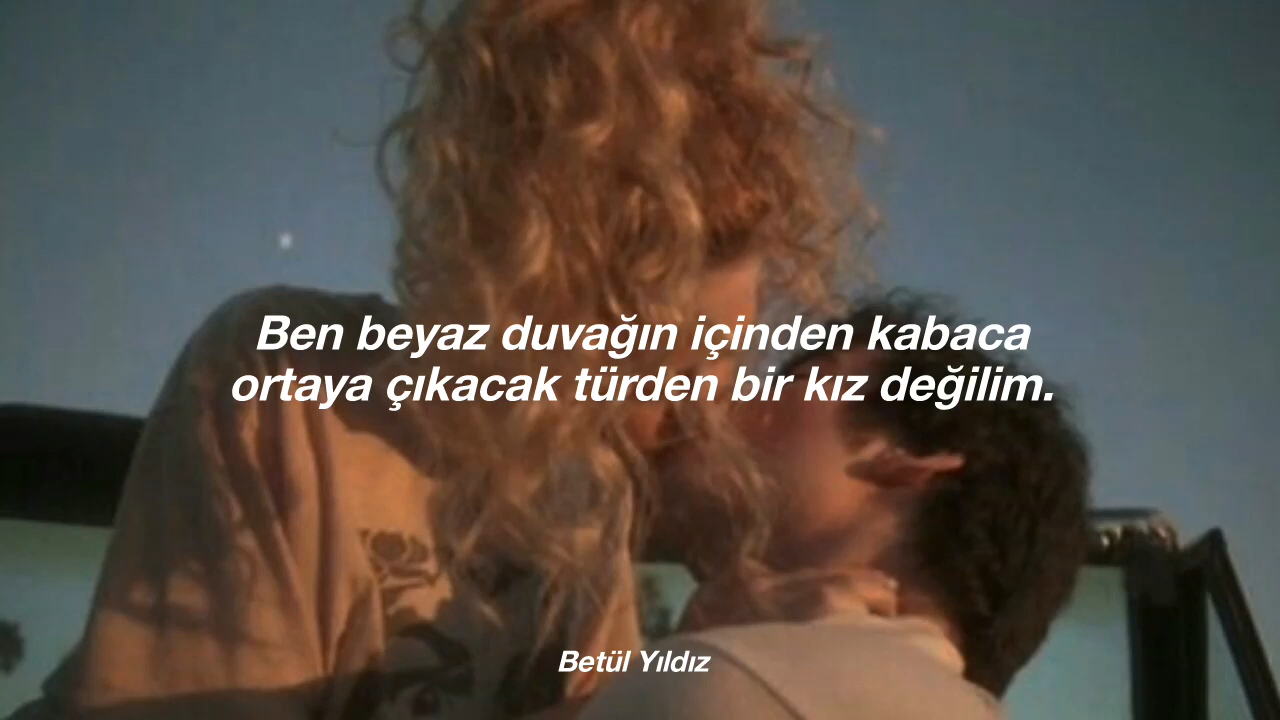 Ben beyaz duvağın içinden kabaca
ortaya çıkacak türden bir kız değilim.
Betül Yıldız